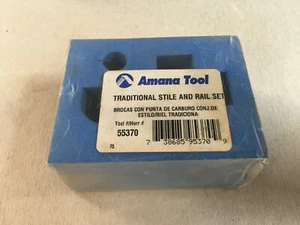 Amana Tool
TRADITIONAL STILE AND RAIL SET
BROCAS CON PUNTA DE CARBURO CONJ.DE
ESTILO/RIEL TRADICIONA
Tool #
55370
75
7 38685 95370 9